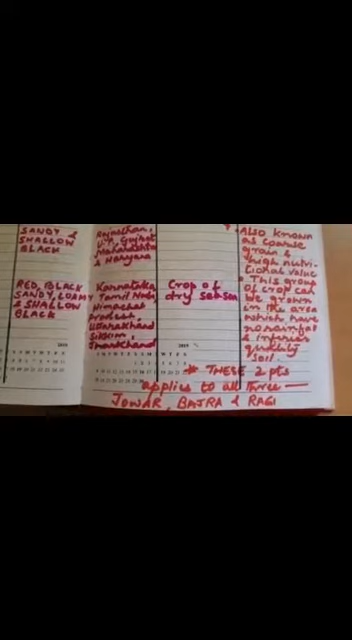 SANDY &
SHALLOW
BLACK
Rajasthan,
U.P, Gujrat
Maharashtra
& Haryana
Also known
as coarse
grain &
high nutri-
tional value
RED, BLACK
SANDY, LOAMY
& SHALLOW
BLACK
Karnataka
Tamil Nadu
Himachal
Pradesh,
Uttarakhand
Sikkim,
Jharkhand
Crop of
dry season
This group
of crop can
be grown
in the area
which have
no rainfall
& inferior
quality
soil.
* THESE 2 pts
applies to all three —
JOWAR, BAJRA & RAGI